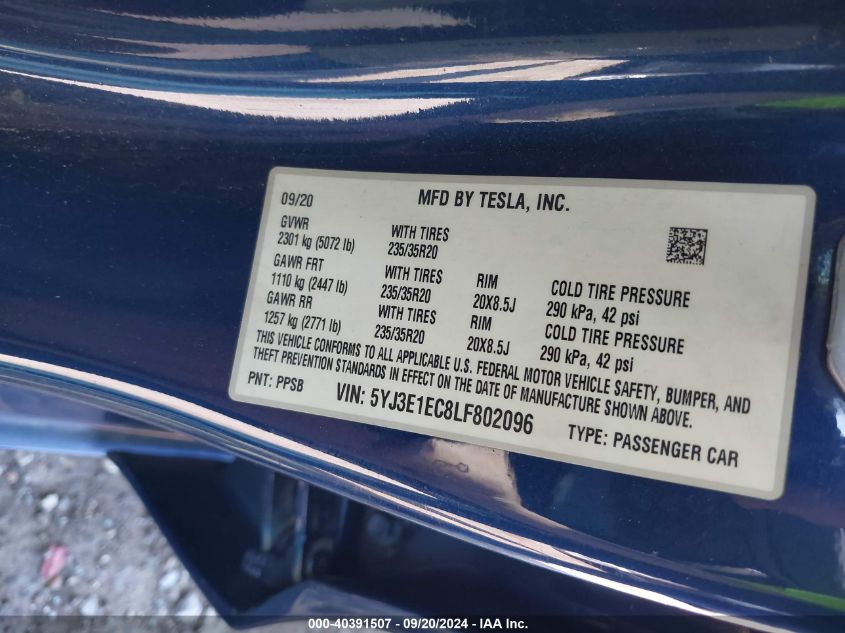 09/20 MFD BY TESLA, INC.
GVWR
2301 kg (5072 lb)
WITH TIRES
235/35R20
GAWR FRT
1110 kg (2447 lb)
WITH TIRES
235/35R20
RIM
20X8.5J
COLD TIRE PRESSURE
290 kPa, 42 psi
GAWR RR
1257 kg (2771 lb)
WITH TIRES
235/35R20
RIM
20X8.5J
COLD TIRE PRESSURE
290 kPa, 42 psi
THIS VEHICLE CONFORMS TO ALL APPLICABLE U.S. FEDERAL MOTOR VEHICLE SAFETY, BUMPER, AND
THEFT PREVENTION STANDARDS IN EFFECT ON THE DATE OF MANUFACTURE SHOWN ABOVE.
PNT: PPSB VIN: 5YJ3E1EC8LF802096 TYPE: PASSENGER CAR
000-40391507 - 09/20/2024 - IAA Inc.